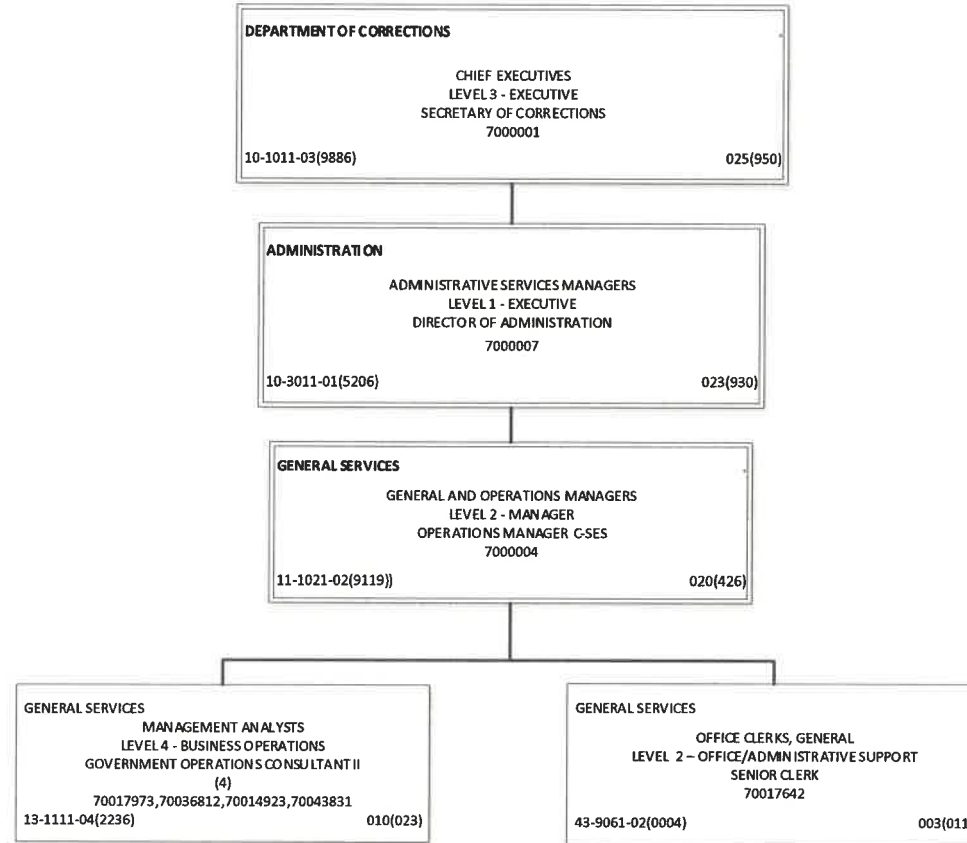 DEPARTMENT OF CORRECTIONS
CHIEF EXECUTIVES
LEVEL 3 - EXECUTIVE
SECRETARY OF CORRECTIONS
7000001
10-1011-03(9886) 025(950)
ADMINISTRATION
ADMINISTRATIVE SERVICES MANAGERS
LEVEL 1 - EXECUTIVE
DIRECTOR OF ADMINISTRATION
7000007
10-3011-01(5206) 023(930)
GENERAL SERVICES
GENERAL AND OPERATIONS MANAGERS
LEVEL 2 - MANAGER
OPERATIONS MANAGER C-SES
7000004
11-1021-02(9119)) 020(426)
GENERAL SERVICES
MANAGEMENT ANALYSTS
LEVEL 4 - BUSINESS OPERATIONS
GOVERNMENT OPERATIONS CONSULTANT II
(4)
70017973,70036812,70014923,70043831
13-1111-04(2236) 010(023)
GENERAL SERVICES
OFFICE CLERKS, GENERAL
LEVEL 2 – OFFICE/ADMINISTRATIVE SUPPORT
SENIOR CLERK
70017642
43-9061-02(0004) 003(011